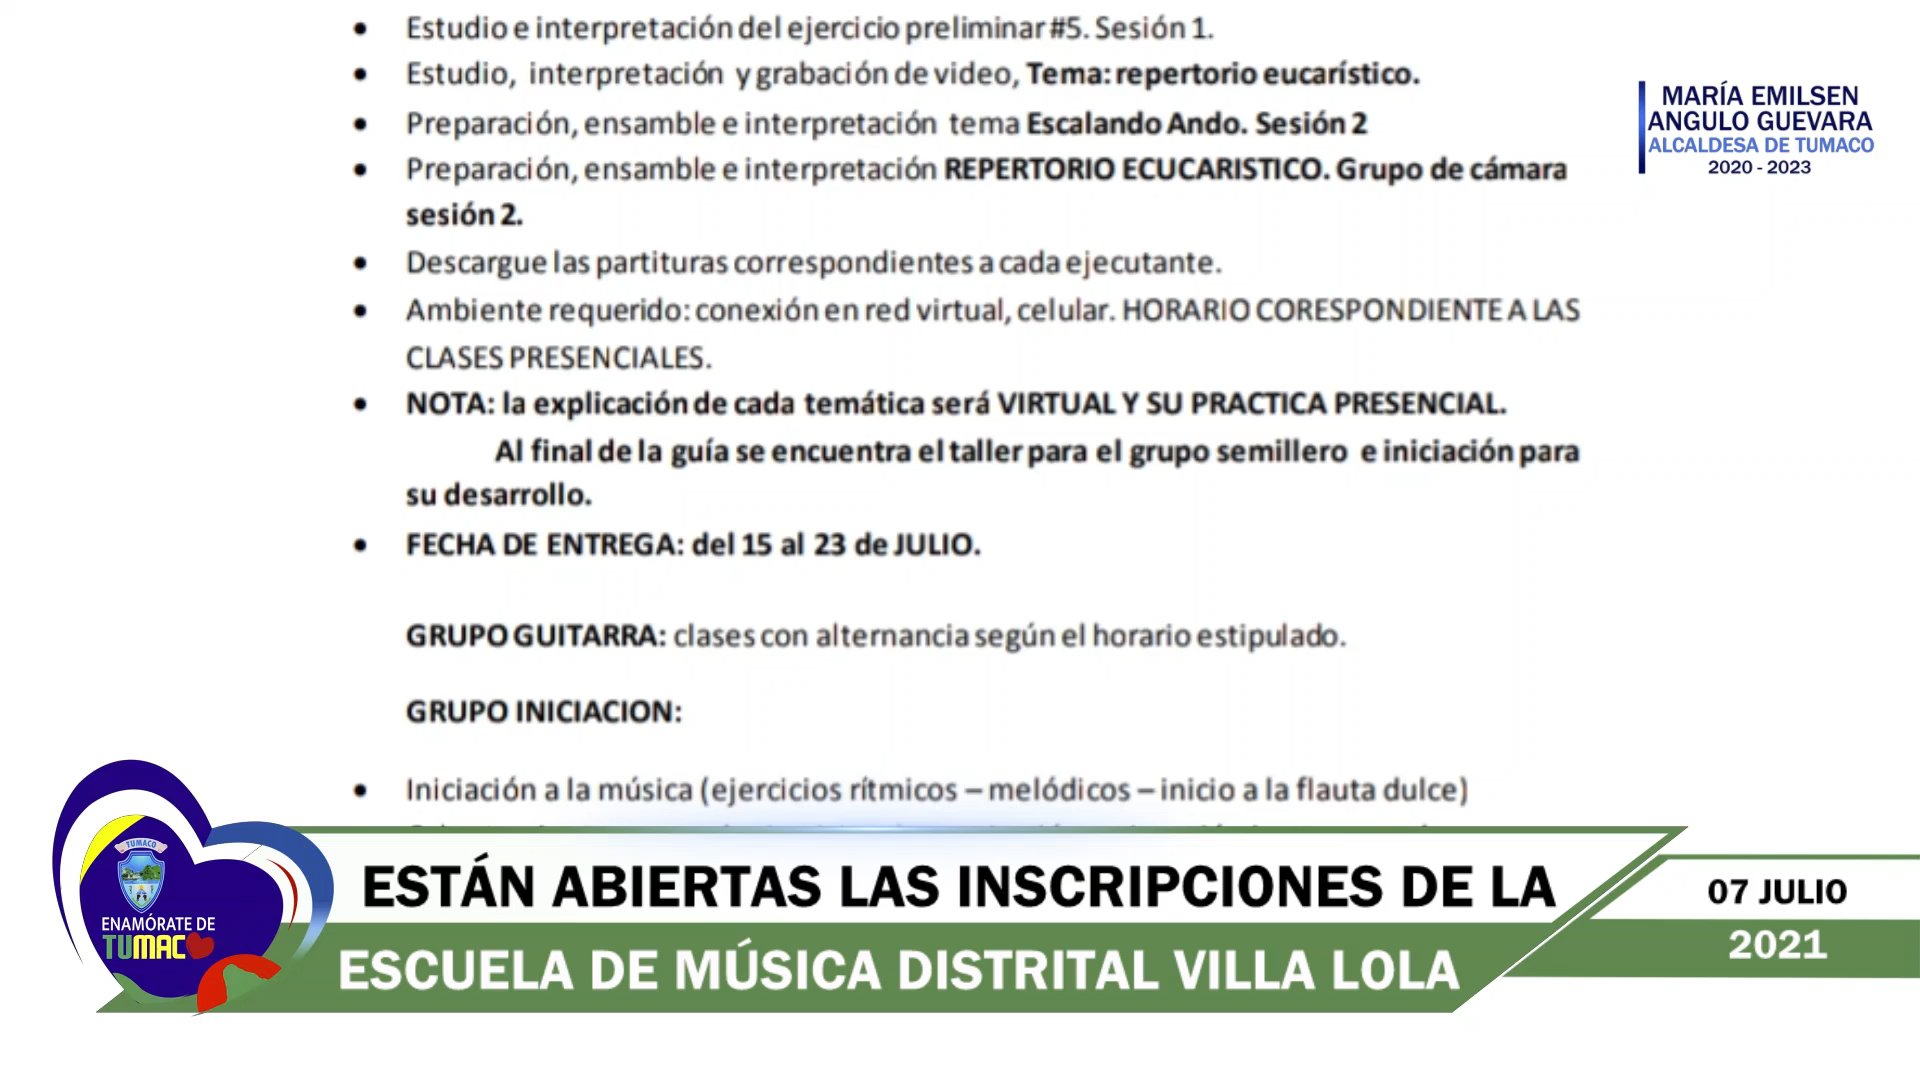 • Estudio e interpretación del ejercicio preliminar #5. Sesión 1.
• Estudio, interpretación y grabación de video, Tema: repertorio eucarístico.
• Preparación, ensamble e interpretación tema Escalando Ando. Sesión 2
• Preparación, ensamble e interpretación REPERTORIO ECUCARISTICO. Grupo de cámara
sesión 2.
• Descargue las partituras correspondientes a cada ejecutante.
• Ambiente requerido: conexión en red virtual, celular. HORARIO CORESPONDIENTE A LAS
CLASES PRESENCIALES.
• NOTA: la explicación de cada temática será VIRTUAL Y SU PRACTICA PRESENCIAL.
Al final de la guía se encuentra el taller para el grupo semillero e iniciación para
su desarrollo.
• FECHA DE ENTREGA: del 15 al 23 de JULIO.
GRUPO GUITARRA: clases con alternancia según el horario estipulado.
GRUPO INICIACION:
• Iniciación a la música (ejercicios rítmicos – melódicos – inicio a la flauta dulce)
MARÍA EMILSEN
ANGULO GUEVARA
ALCALDESA DE TUMACO
2020 - 2023
TUMACO
ENAMÓRATE DE
TUMAC
ESTÁN ABIERTAS LAS INSCRIPCIONES DE LA
ESCUELA DE MÚSICA DISTRITAL VILLA LOLA
07 JULIO
2021